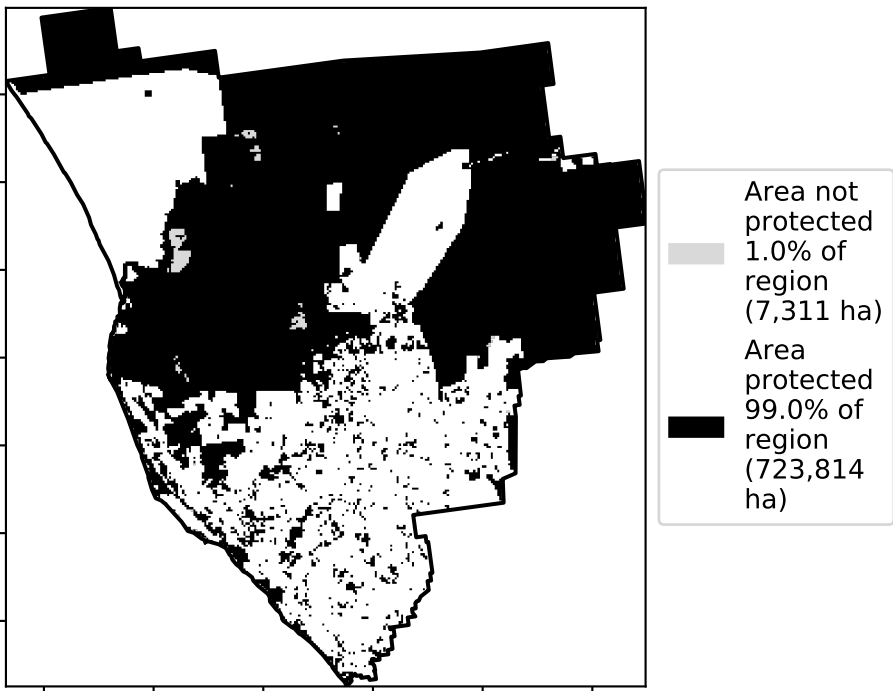 Area not
protected
1.0% of
region
(7,311 ha)
Area
protected
99.0% of
region
(723,814
ha)